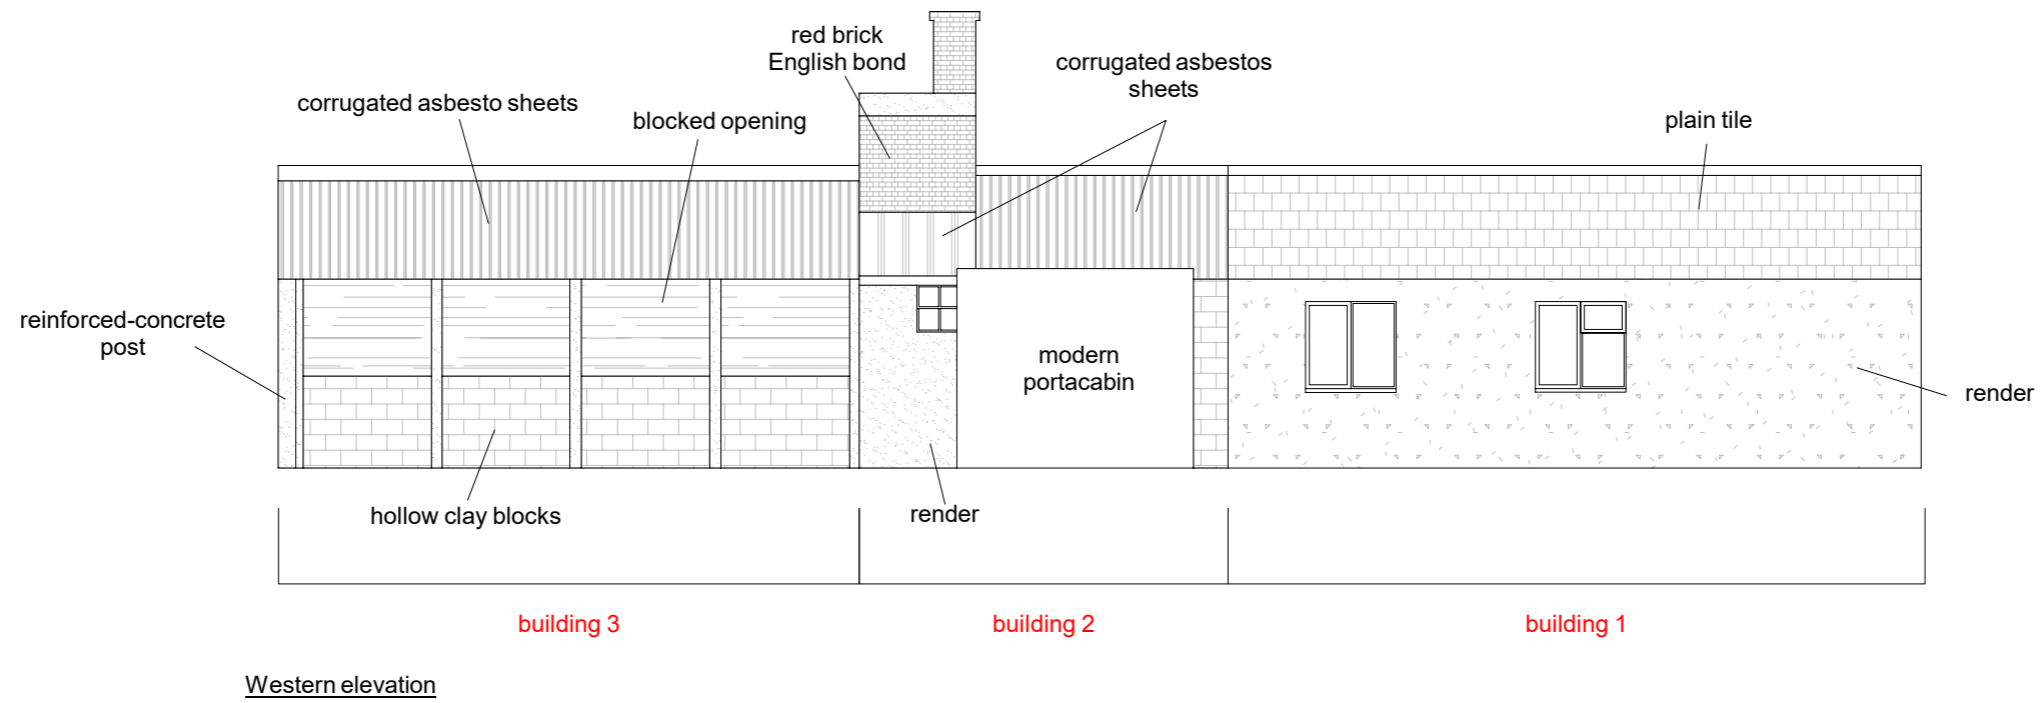 red brick
English bond
corrugated asbestos
sheets
corrugated asbesto sheets
blocked opening
plain tile
reinforced-concrete
post
modern
portacabin
render
hollow clay blocks
render
building 3
building 2
building 1
Western elevation